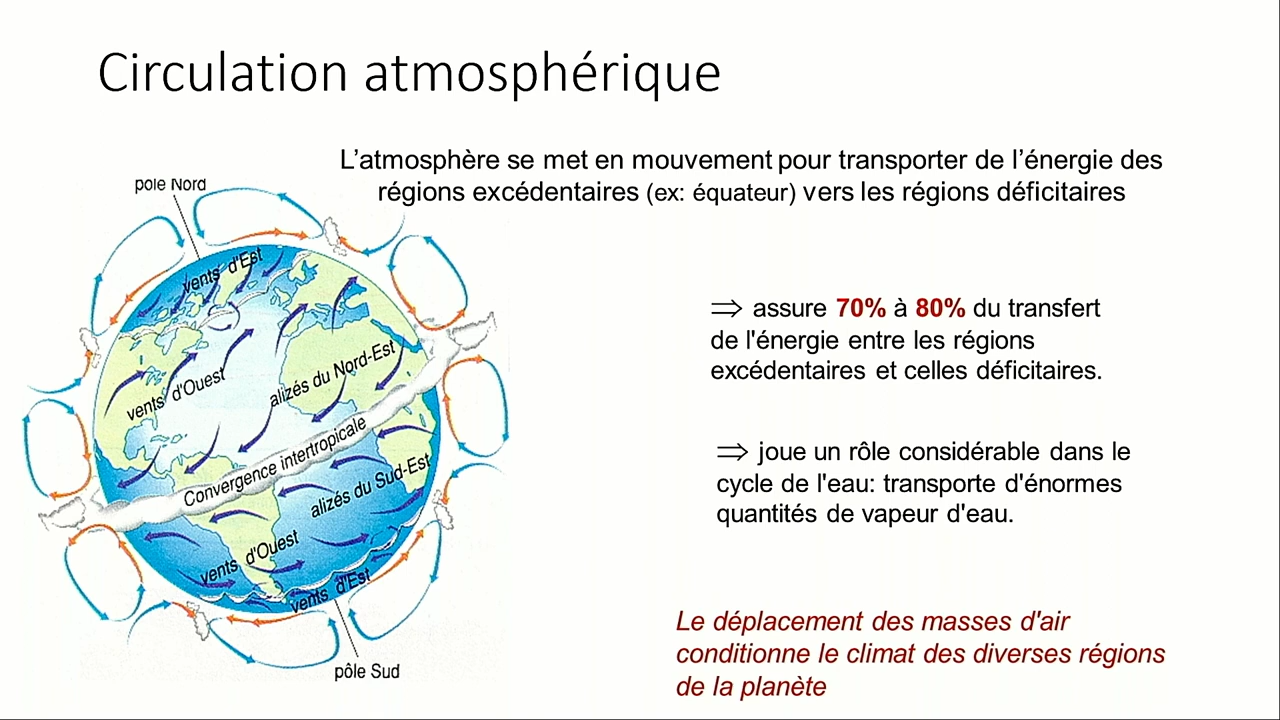 Circulation atmosphérique
L’atmosphère se met en mouvement pour transporter de l’énergie des
régions excédentaires (ex: équateur) vers les régions déficitaires
pole Nord
vents d'Est
vents d'Ouest
alizés du Nord-Est
Convergence intertropicale
alizés du Sud-Est
vents d'Ouest
vents d'Est
pôle Sud
⇒ assure 70% à 80% du transfert
de l'énergie entre les régions
excédentaires et celles déficitaires.
⇒ joue un rôle considérable dans le
cycle de l'eau: transporte d'énormes
quantités de vapeur d'eau.
Le déplacement des masses d'air
conditionne le climat des diverses régions
de la planète